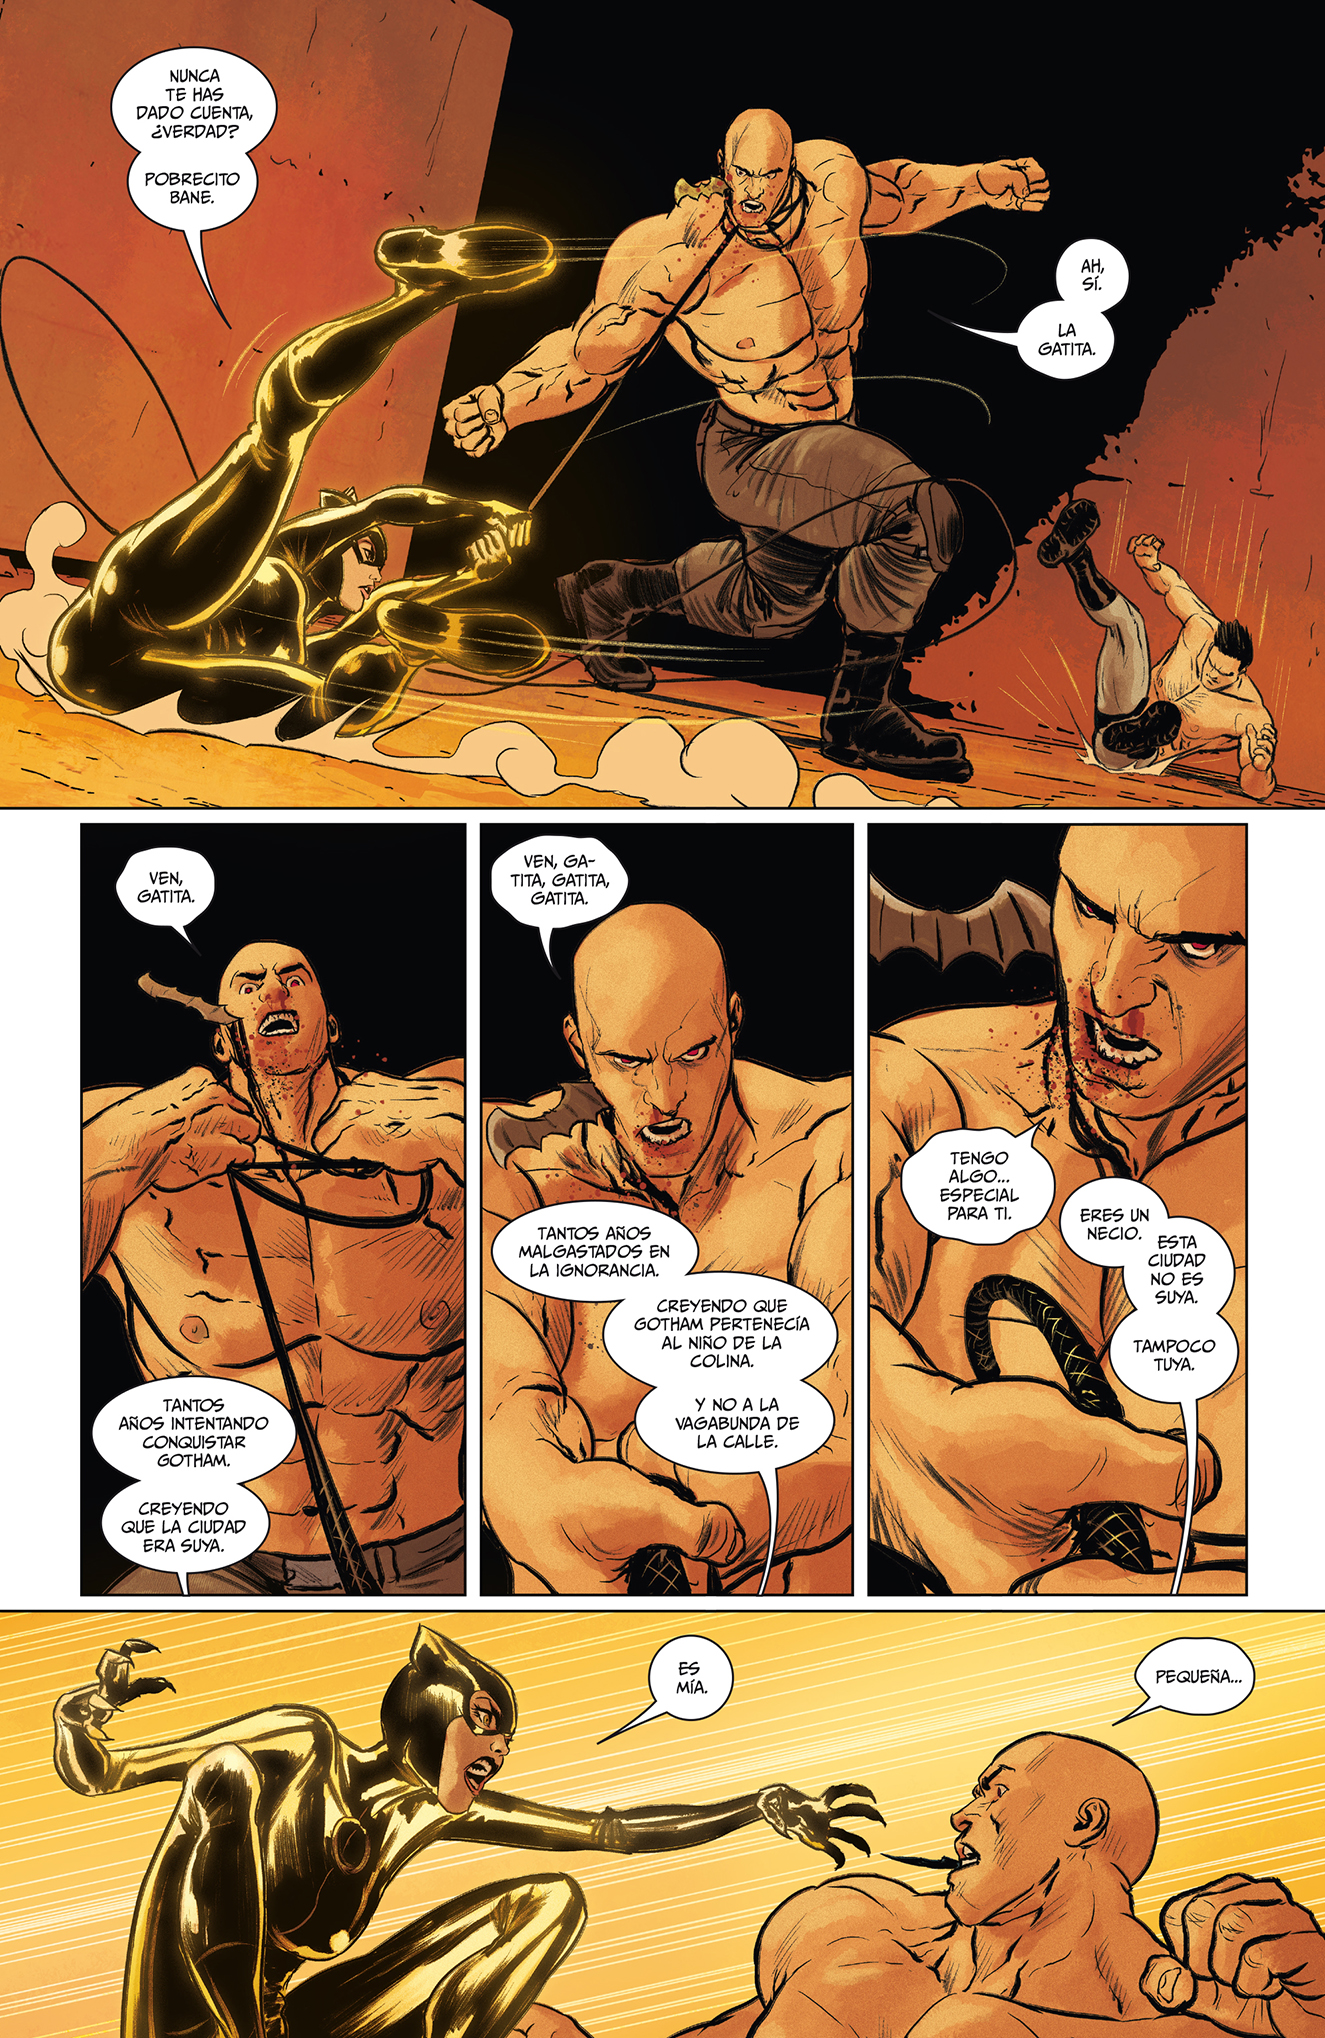 NUNCA
TE HAS
DADO CUENTA,
¿VERDAD?
POBRECITO
BANE.
AH,
SÍ.
LA
GATITA.
VEN,
GATITA.
TANTOS
AÑOS INTENTANDO
CONQUISTAR
GOTHAM.
CREYENDO
QUE LA CIUDAD
ERA SUYA.
VEN, GA-
TITA, GATITA,
GATITA.
TANTOS AÑOS
MALGASTADOS EN
LA IGNORANCIA.
CREYENDO QUE
GOTHAM PERTENECÍA
AL NIÑO DE LA
COLINA.
Y NO A LA
VAGABUNDA DE
LA CALLE.
TENGO
ALGO...
ESPECIAL
PARA TI.
ERES UN
NECIO.
ESTA
CIUDAD
NO ES
SUYA.
TAMPOCO
TUYA.
ES
MÍA.
PEQUEÑA...